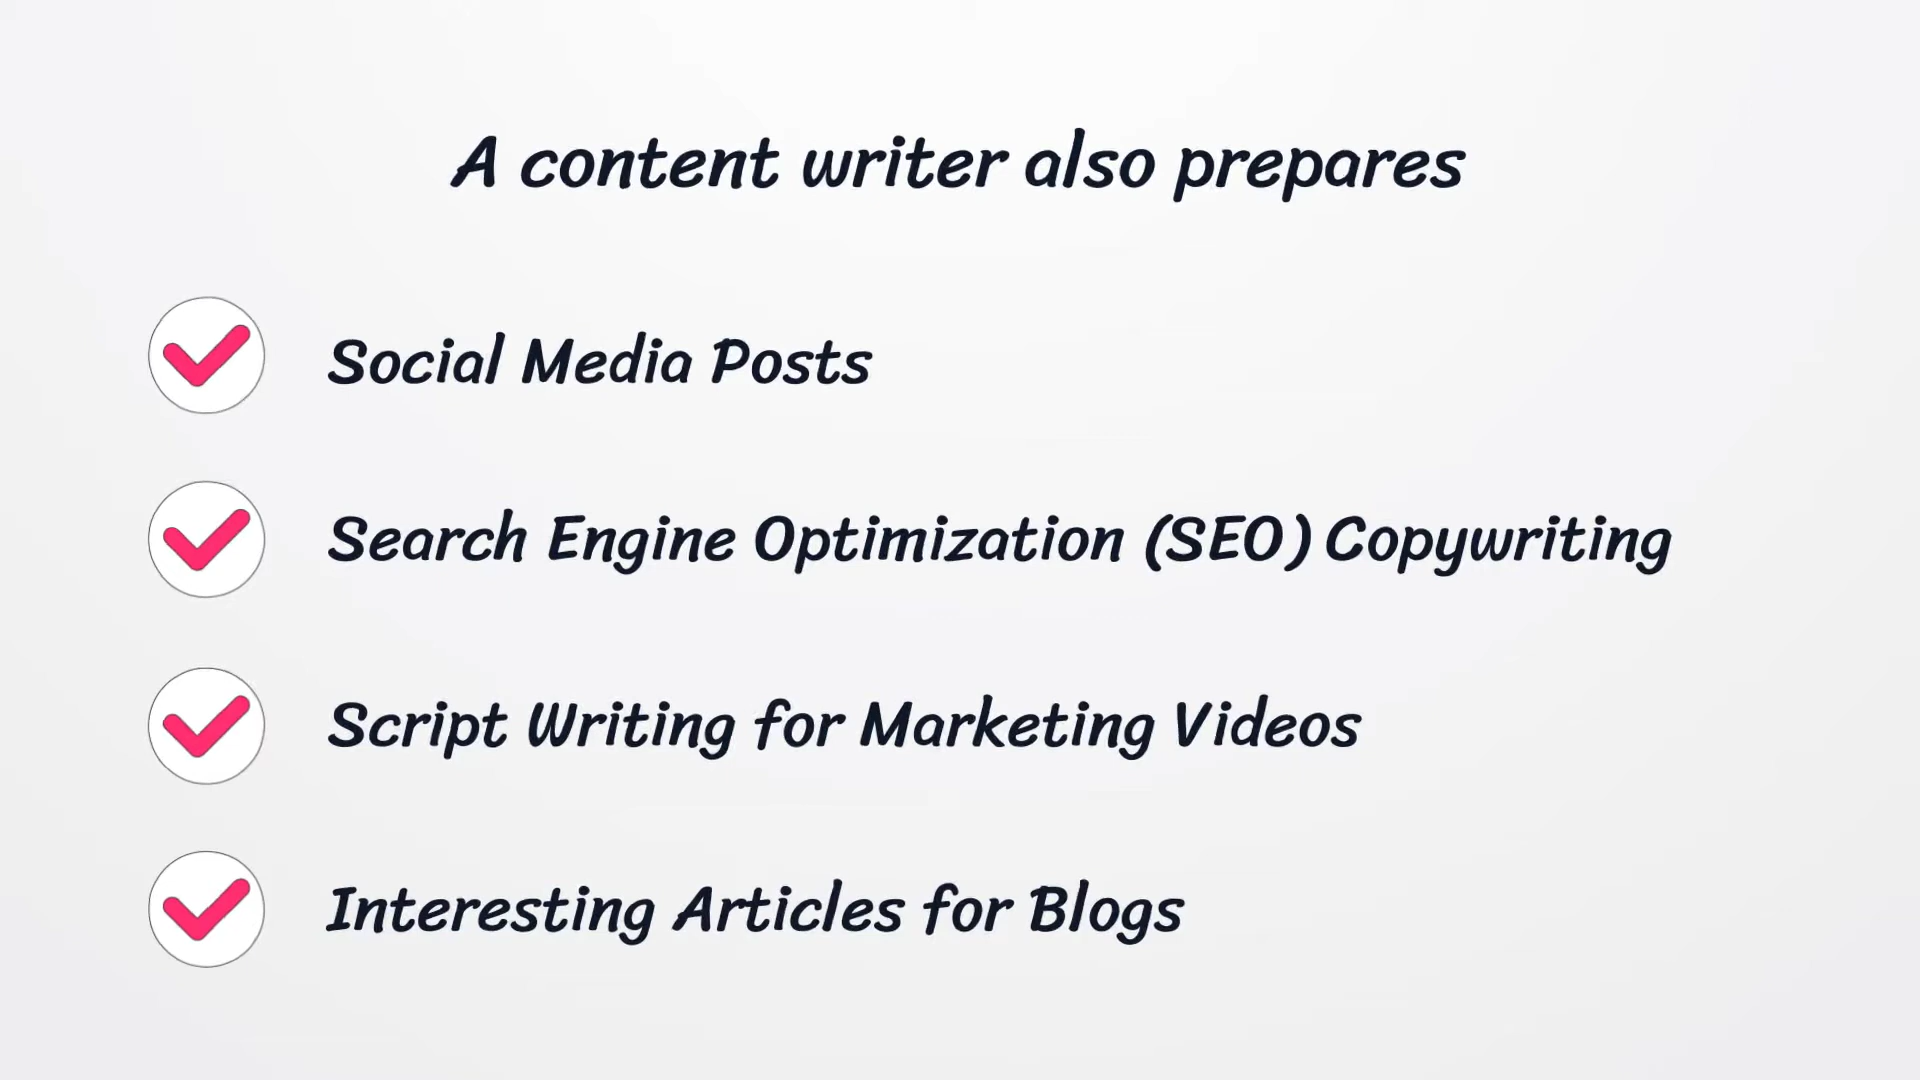 A content writer also prepares
Social Media Posts
Search Engine Optimization (SEO) Copywriting
Script Writing for Marketing Videos
Interesting Articles for Blogs